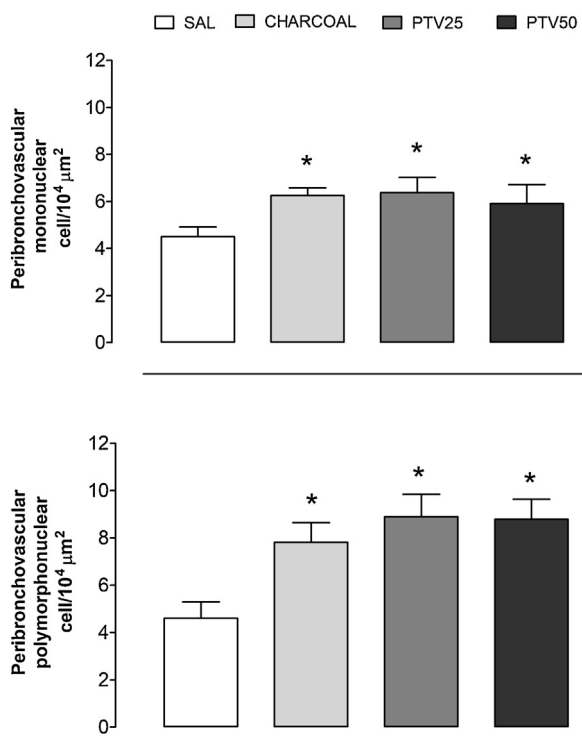 SAL CHARCOAL PTV25 PTV50
Peribronchovascular
mononuclear
cell/10⁴ µm²
12
10
8
6
4
2
0
*
*
*
Peribronchovascular
polymorphonuclear
cell/10⁴ µm²
12
10
8
6
4
2
0
*
*
*